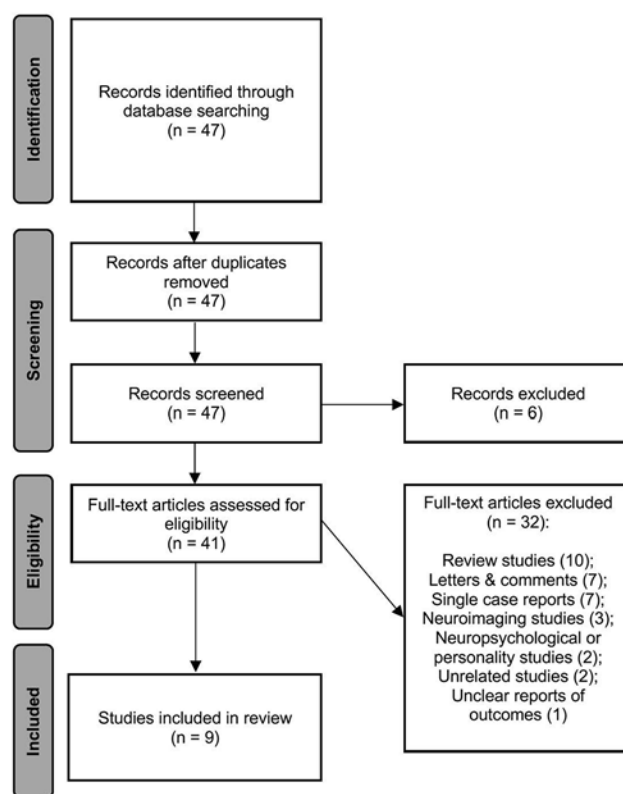 Identification
Records identified through
database searching
(n = 47)
Screening
Records after duplicates
removed
(n = 47)
Records screened
(n = 47)
Records excluded
(n = 6)
Eligibility
Full-text articles assessed for
eligibility
(n = 41)
Full-text articles excluded
(n = 32):
Review studies (10);
Letters & comments (7);
Single case reports (7);
Neuroimaging studies (3);
Neuropsychological or
personality studies (2);
Unrelated studies (2);
Unclear reports of
outcomes (1)
Included
Studies included in review
(n = 9)